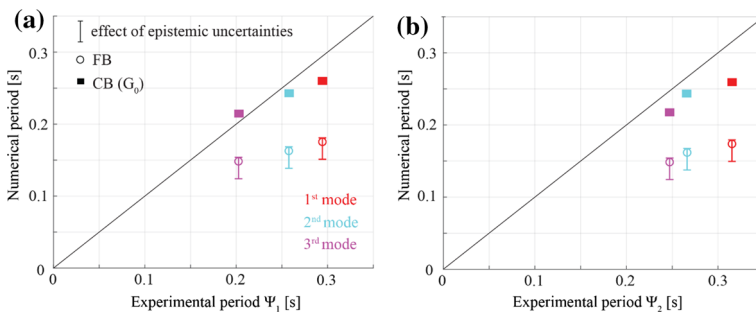 (a)
effect of epistemic uncertainties
FB
CB (G₀)
1st mode
2nd mode
3rd mode
Numerical period [s]
0.3
0.2
0.1
0
0
0.1
0.2
0.3
Experimental period Ψ₁ [s]
(b)
Numerical period [s]
0.3
0.2
0.1
0
0
0.1
0.2
0.3
Experimental period Ψ₂ [s]